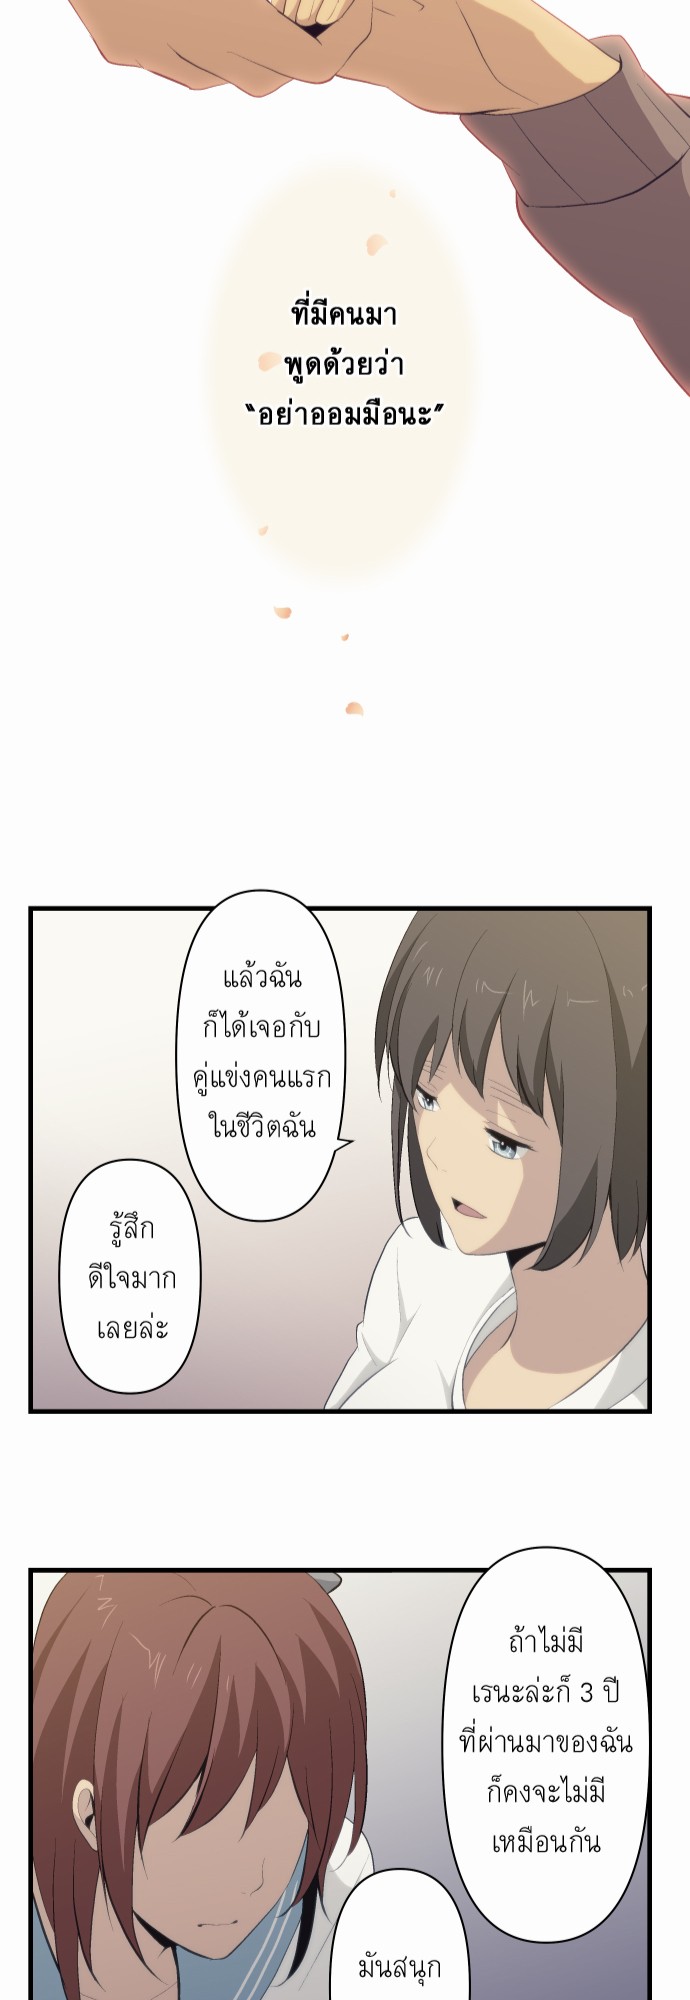 ที่มีคนมา
พูดด้วยว่า
“อย่าออมมือนะ”
แล้วฉัน
ก็ได้เจอกับ
คู่แข่งคนแรก
ในชีวิตฉัน
รู้สึก
ดีใจมาก
เลยล่ะ
ถ้าไม่มี
เรนะล่ะก็ 3 ปี
ที่ผ่านมาของฉัน
ก็คงจะไม่มี
เหมือนกัน
มันสนุก